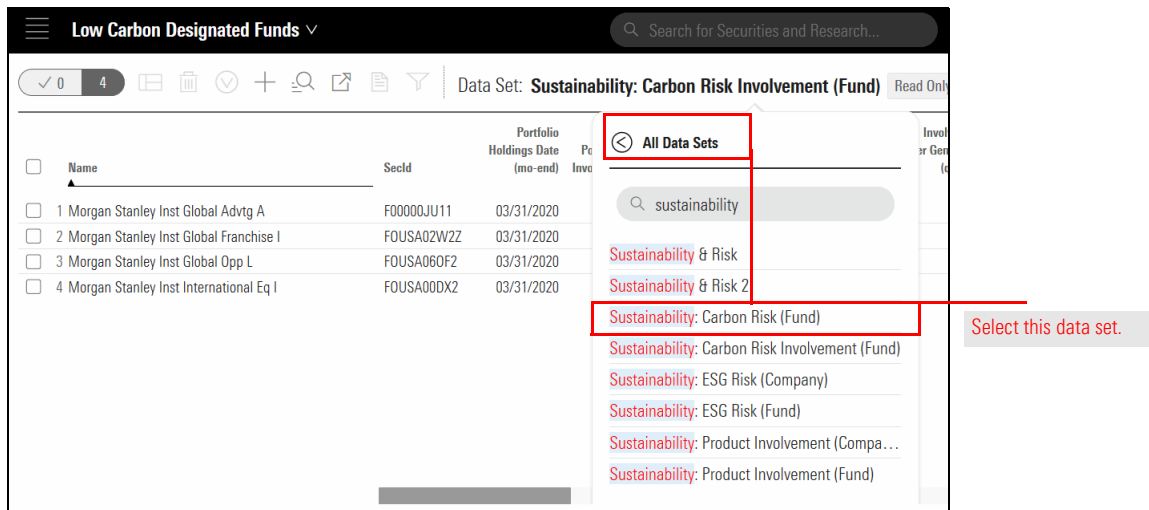 Low Carbon Designated Funds
Search for Securities and Research...
0 4 Data Set: Sustainability: Carbon Risk Involvement (Fund) Read Only
Portfolio
Holdings Date
(mo-end)
Name
SecId
All Data Sets
sustainability
1 Morgan Stanley Inst Global Advtg A F00000JU11 03/31/2020
2 Morgan Stanley Inst Global Franchise I FOUSA02W2Z 03/31/2020
3 Morgan Stanley Inst Global Opp L FOUSA06OF2 03/31/2020
4 Morgan Stanley Inst International Eq I FOUSA00DX2 03/31/2020
Sustainability & Risk
Sustainability & Risk 2
Sustainability: Carbon Risk (Fund)
Sustainability: Carbon Risk Involvement (Fund)
Sustainability: ESG Risk (Company)
Sustainability: ESG Risk (Fund)
Sustainability: Product Involvement (Compa...
Sustainability: Product Involvement (Fund)
Select this data set.